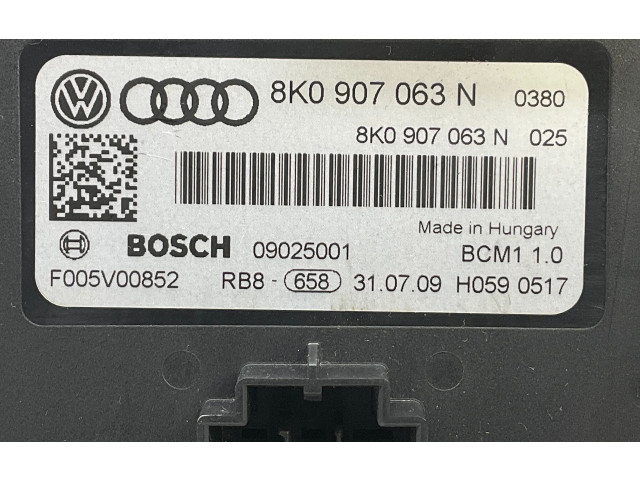 8K0 907 063 N 0380
8K0 907 063 N 025
Made in Hungary
BOSCH 09025001 BCM1 1.0
F005V00852 RB8 - 658 31.07.09 H059 0517